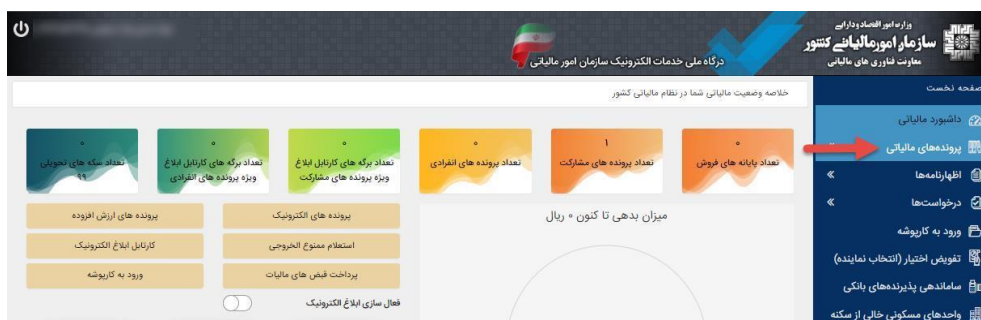 وزارت امور اقتصاد و دارایی
سازمان امور مالیاتی کشور
معاونت فناوری های مالیاتی
درگاه ملی خدمات الکترونیک سازمان امور مالیاتی
صفحه نخست
داشبورد مالیاتی
پرونده‌های مالیاتی
اظهارنامه‌ها
درخواست‌ها
ورود به کارپوشه
تفویض اختیار (انتخاب نماینده)
ساماندهی پذیرنده‌های بانکی
واحدهای مسکونی خالی از سکنه
خلاصه وضعیت مالیاتی شما در نظام مالیاتی کشور
۰
تعداد پایانه های فروش
۱
تعداد پرونده های مشارکت
۰
تعداد پرونده های انفرادی
۰
تعداد برگه های کارتابل ابلاغ
ویژه پرونده های مشارکت
۰
تعداد برگه های کارتابل ابلاغ
ویژه پرونده های انفرادی
۰
تعداد سکه های تحویلی
۹۹
میزان بدهی تا کنون ۰ ریال
پرونده های الکترونیک
پرونده های ارزش افزوده
استعلام ممنوع الخروجی
کارتابل ابلاغ الکترونیک
پرداخت قبض های مالیات
ورود به کارپوشه
فعال سازی ابلاغ الکترونیک